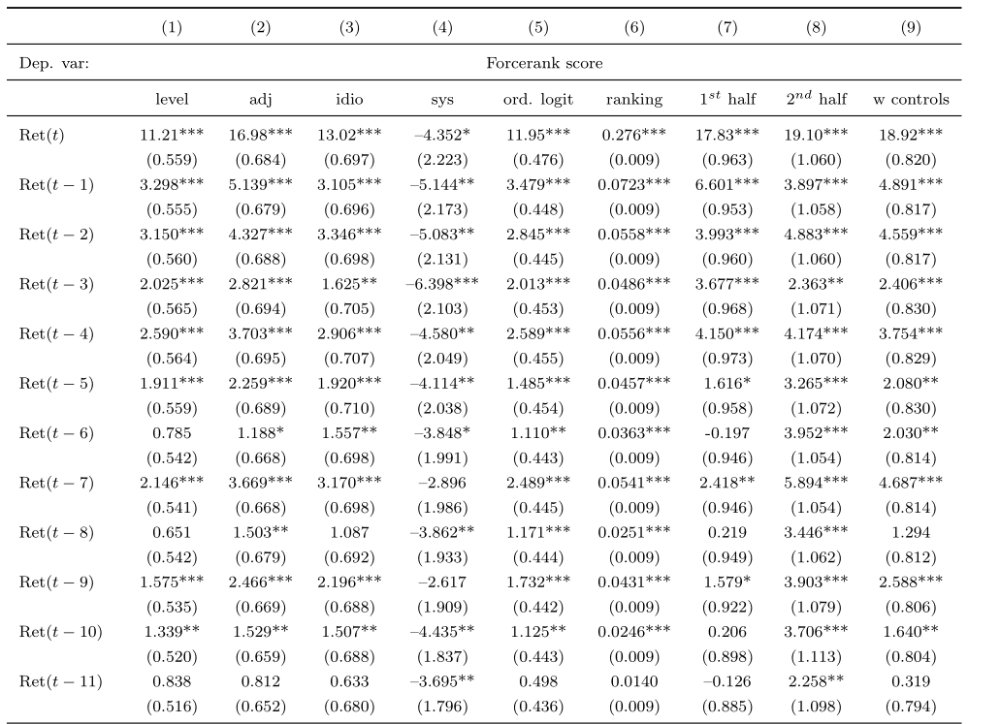 (1) (2) (3) (4) (5) (6) (7) (8) (9)
Dep. var: Forcerank score
level adj idio sys ord. logit ranking 1st half 2nd half w controls
Ret(t) 11.21*** 16.98*** 13.02*** –4.352* 11.95*** 0.276*** 17.83*** 19.10*** 18.92***
(0.559) (0.684) (0.697) (2.223) (0.476) (0.009) (0.963) (1.060) (0.820)
Ret(t − 1) 3.298*** 5.139*** 3.105*** –5.144** 3.479*** 0.0723*** 6.601*** 3.897*** 4.891***
(0.555) (0.679) (0.696) (2.173) (0.448) (0.009) (0.953) (1.058) (0.817)
Ret(t − 2) 3.150*** 4.327*** 3.346*** –5.083** 2.845*** 0.0558*** 3.993*** 4.883*** 4.559***
(0.560) (0.688) (0.698) (2.131) (0.445) (0.009) (0.960) (1.060) (0.817)
Ret(t − 3) 2.025*** 2.821*** 1.625** –6.398*** 2.013*** 0.0486*** 3.677*** 2.363** 2.406***
(0.565) (0.694) (0.705) (2.103) (0.453) (0.009) (0.968) (1.071) (0.830)
Ret(t − 4) 2.590*** 3.703*** 2.906*** –4.580** 2.589*** 0.0556*** 4.150*** 4.174*** 3.754***
(0.564) (0.695) (0.707) (2.049) (0.455) (0.009) (0.973) (1.070) (0.829)
Ret(t − 5) 1.911*** 2.259*** 1.920*** –4.114** 1.485*** 0.0457*** 1.616* 3.265*** 2.080**
(0.559) (0.689) (0.710) (2.038) (0.454) (0.009) (0.958) (1.072) (0.830)
Ret(t − 6) 0.785 1.188* 1.557** –3.848* 1.110** 0.0363*** -0.197 3.952*** 2.030**
(0.542) (0.668) (0.698) (1.991) (0.443) (0.009) (0.946) (1.054) (0.814)
Ret(t − 7) 2.146*** 3.669*** 3.170*** –2.896 2.489*** 0.0541*** 2.418** 5.894*** 4.687***
(0.541) (0.668) (0.698) (1.986) (0.445) (0.009) (0.946) (1.054) (0.814)
Ret(t − 8) 0.651 1.503** 1.087 –3.862** 1.171*** 0.0251*** 0.219 3.446*** 1.294
(0.542) (0.679) (0.692) (1.933) (0.444) (0.009) (0.949) (1.062) (0.812)
Ret(t − 9) 1.575*** 2.466*** 2.196*** –2.617 1.732*** 0.0431*** 1.579* 3.903*** 2.588***
(0.535) (0.669) (0.688) (1.909) (0.442) (0.009) (0.922) (1.079) (0.806)
Ret(t − 10) 1.339** 1.529** 1.507** –4.435** 1.125** 0.0246*** 0.206 3.706*** 1.640**
(0.520) (0.659) (0.688) (1.837) (0.443) (0.009) (0.898) (1.113) (0.804)
Ret(t − 11) 0.838 0.812 0.633 –3.695** 0.498 0.0140 –0.126 2.258** 0.319
(0.516) (0.652) (0.680) (1.796) (0.436) (0.009) (0.885) (1.098) (0.794)